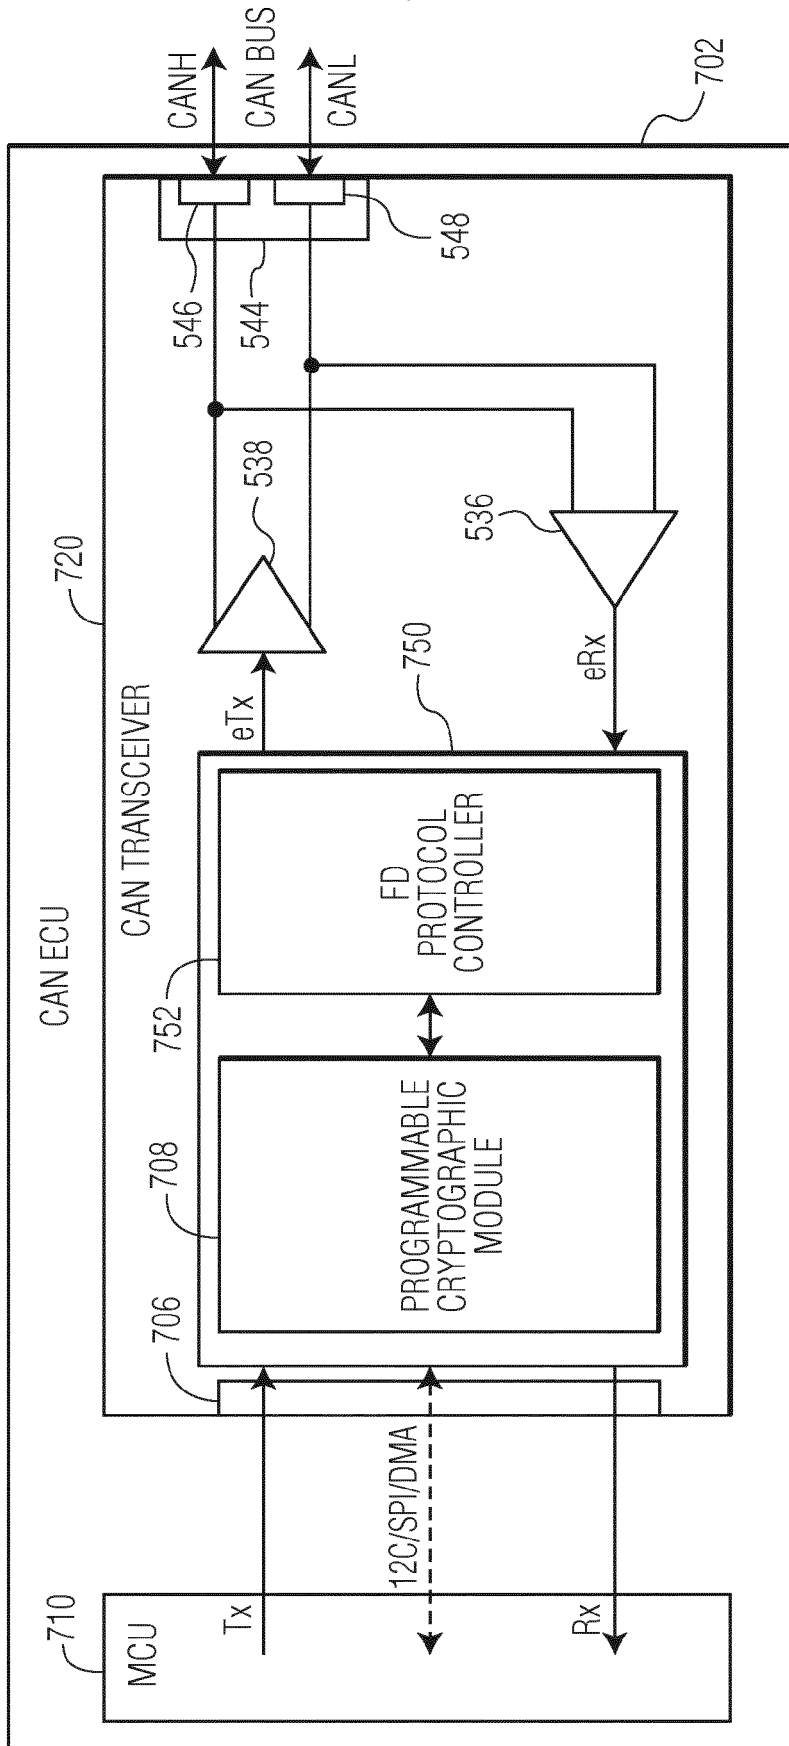 CAN ECU
702
710
MCU
Tx
12C/SPI/DMA
Rx
720
CAN TRANSCEIVER
706
708
PROGRAMMABLE
CRYPTOGRAPHIC
MODULE
752
FD
PROTOCOL
CONTROLLER
750
eTx
538
eRx
536
546
544
548
CANH
CAN BUS
CANL